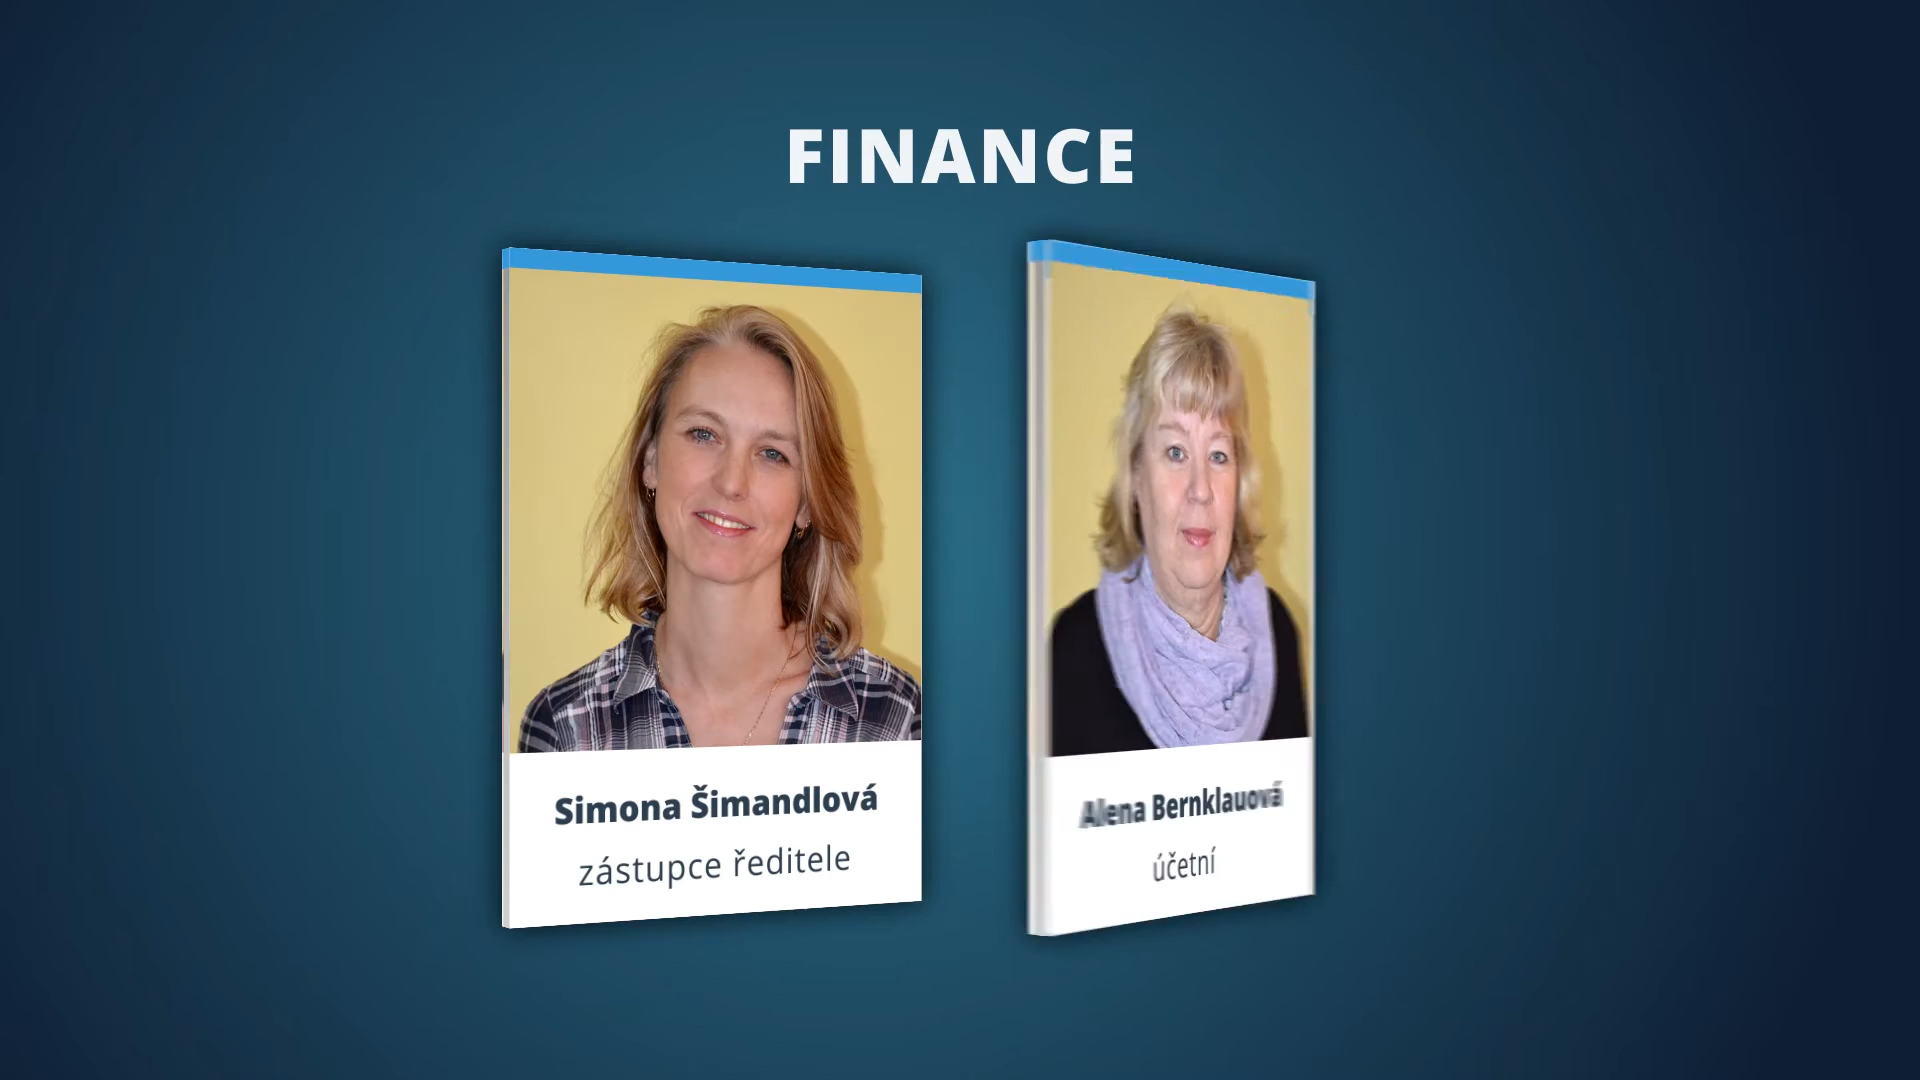 FINANCE
Simona Šimandlová
zástupce ředitele
Alena Bernklauová
účetní